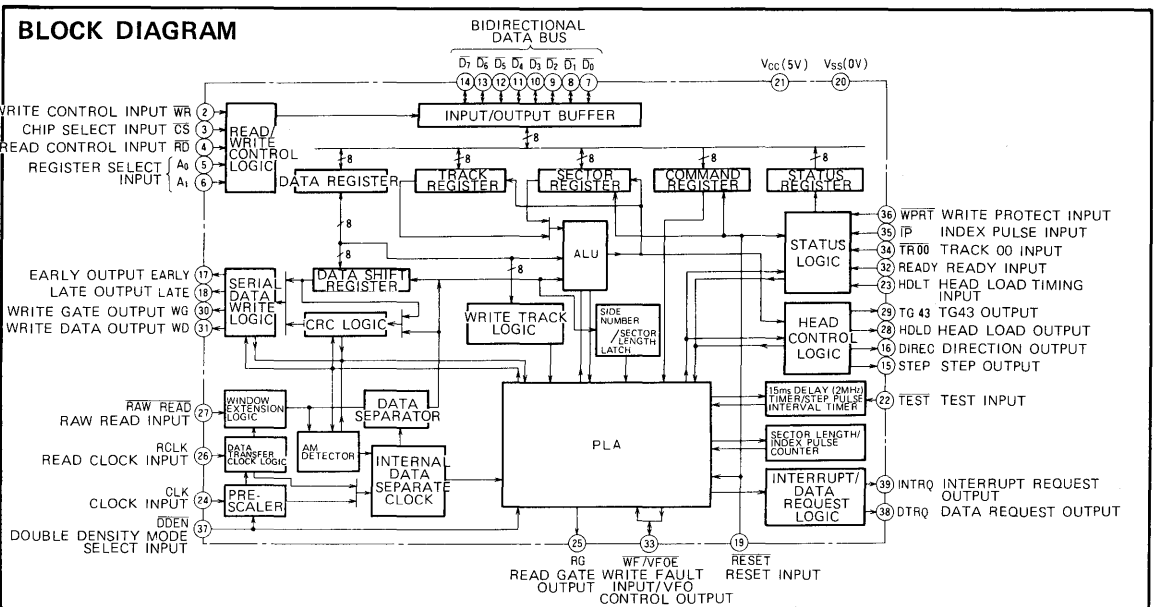 BLOCK DIAGRAM
BIDIRECTIONAL
DATA BUS
D7 D6 D5 D4 D3 D2 D1 D0
14 13 12 11 10 9 8 7
VCC(5V) VSS(0V)
21 20
INPUT/OUTPUT BUFFER
WRITE CONTROL INPUT WR 2
CHIP SELECT INPUT CS 3
READ CONTROL INPUT RD 4
REGISTER SELECT
INPUT
A0 5
A1 6
READ/
WRITE
CONTROL
LOGIC
8
8 8 8 8
DATA REGISTER
TRACK
REGISTER
SECTOR
REGISTER
COMMAND
REGISTER
STATUS
REGISTER
8
8
8
ALU
STATUS
LOGIC
36 WPRT WRITE PROTECT INPUT
35 IP INDEX PULSE INPUT
34 TR00 TRACK 00 INPUT
32 READY READY INPUT
23 HDLT HEAD LOAD TIMING
INPUT
EARLY OUTPUT EARLY 17
LATE OUTPUT LATE 18
WRITE GATE OUTPUT WG 30
WRITE DATA OUTPUT WD 31
SERIAL
DATA
WRITE
LOGIC
DATA SHIFT
REGISTER
CRC LOGIC
WRITE TRACK
LOGIC
SIDE
NUMBER
/SECTOR
LENGTH
LATCH
HEAD
CONTROL
LOGIC
29 TG43 TG43 OUTPUT
28 HDLD HEAD LOAD OUTPUT
16 DIREC DIRECTION OUTPUT
15 STEP STEP OUTPUT
RAW READ 27
RAW READ INPUT
RCLK 26
READ CLOCK INPUT
CLK 24
CLOCK INPUT
DDEN 37
DOUBLE DENSITY MODE
SELECT INPUT
WINDOW
EXTENSION
LOGIC
DATA
TRANSFER
CLOCK LOGIC
PRE-
SCALER
AM
DETECTOR
DATA
SEPARATOR
INTERNAL
DATA
SEPARATE
CLOCK
PLA
15ms DELAY (2MHz)
TIMER/STEP PULSE
INTERVAL TIMER
22 TEST TEST INPUT
SECTOR LENGTH/
INDEX PULSE
COUNTER
INTERRUPT/
DATA
REQUEST
LOGIC
39 INTRQ INTERRUPT REQUEST
OUTPUT
38 DTRQ DATA REQUEST OUTPUT
25 33 19
RG WF/VFOE RESET
READ GATE WRITE FAULT RESET INPUT
OUTPUT INPUT/VFO
CONTROL OUTPUT